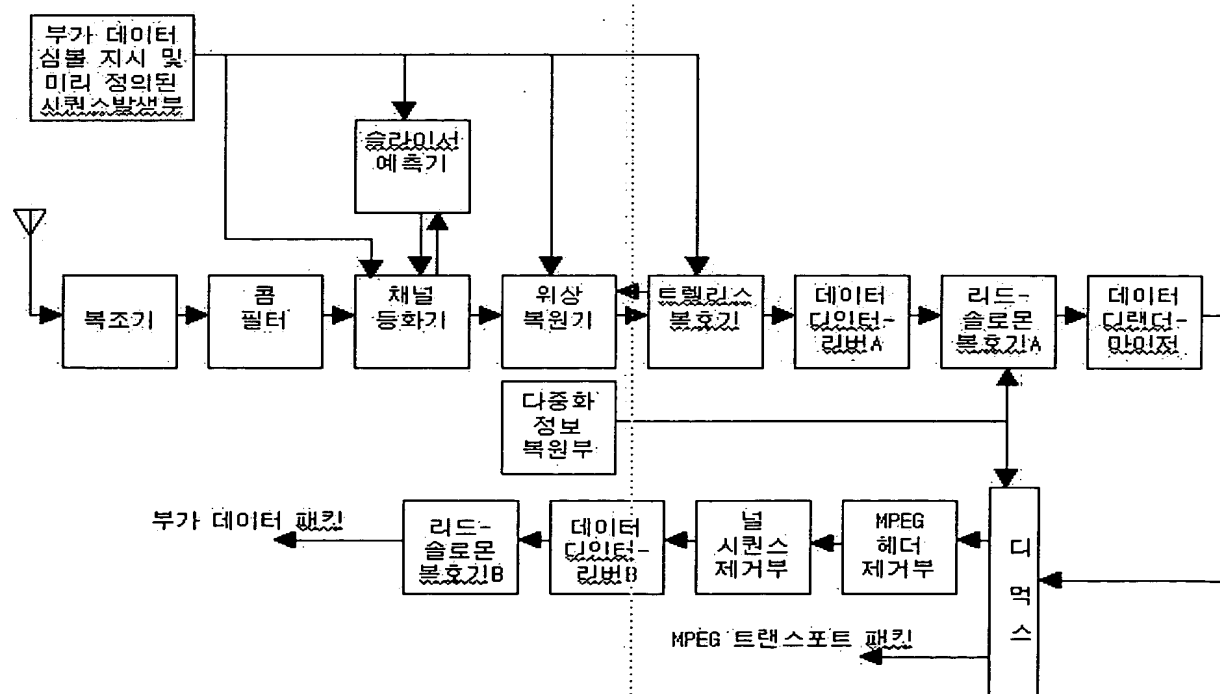 부가 데이터
심볼 지시 및
미리 정의된
시퀀스발생부
슬라이서
예측기
복조기
콤
필터
채널
등화기
위상
복원기
트렐리스
복호기
데이터
디인터-
리버A
리드-
솔로몬
복호기A
데이터
디랜더-
마이저
다중화
정보
복원부
부가 데이터 패킷
리드-
솔로몬
복호기B
데이터
디인터-
리버B
널
시퀀스
제거부
MPEG
헤더
제거부
디
먹
스
MPEG 트랜스포트 패킷